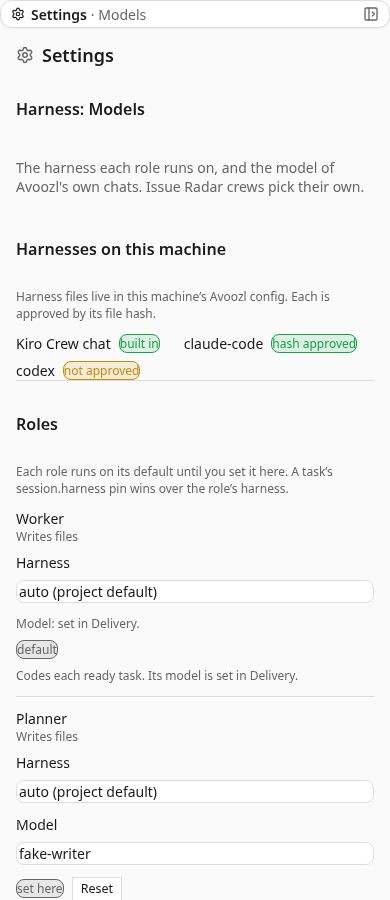 Settings · Models
Settings
Harness: Models
The harness each role runs on, and the model of
Avoozl's own chats. Issue Radar crews pick their own.
Harnesses on this machine
Harness files live in this machine’s Avoozl config. Each is
approved by its file hash.
Kiro Crew chat built in claude-code hash approved
codex not approved
Roles
Each role runs on its default until you set it here. A task’s
session.harness pin wins over the role’s harness.
Worker
Writes files
Harness
auto (project default)
Model: set in Delivery.
default
Codes each ready task. Its model is set in Delivery.
Planner
Writes files
Harness
auto (project default)
Model
fake-writer
set here Reset